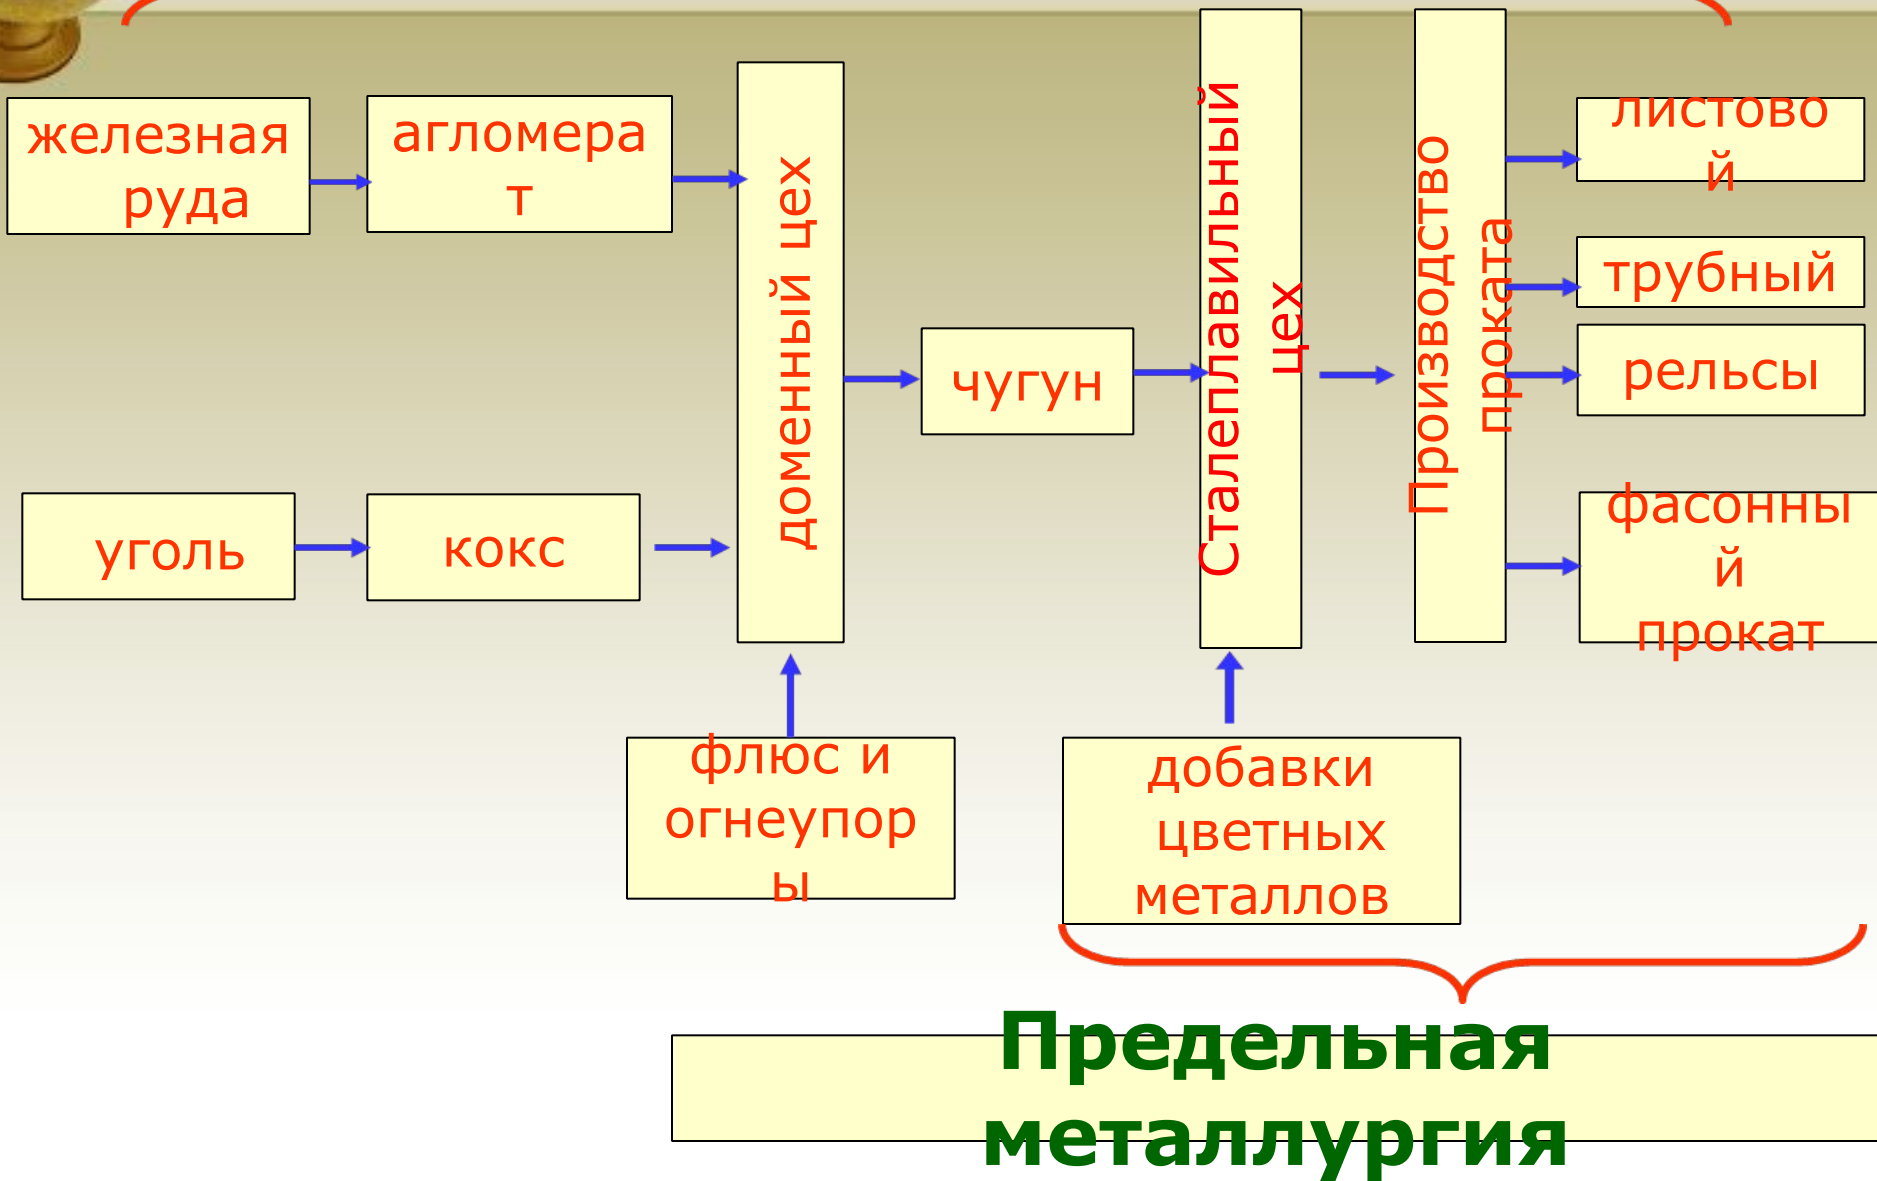 железная
руда
агломера
т
доменный цех
чугун
Сталеплавильный
цех
Производство
проката
листово
й
трубный
рельсы
фасонны
й
прокат
уголь
кокс
флюс и
огнеупор
ы
добавки
цветных
металлов
Предельная
металлургия